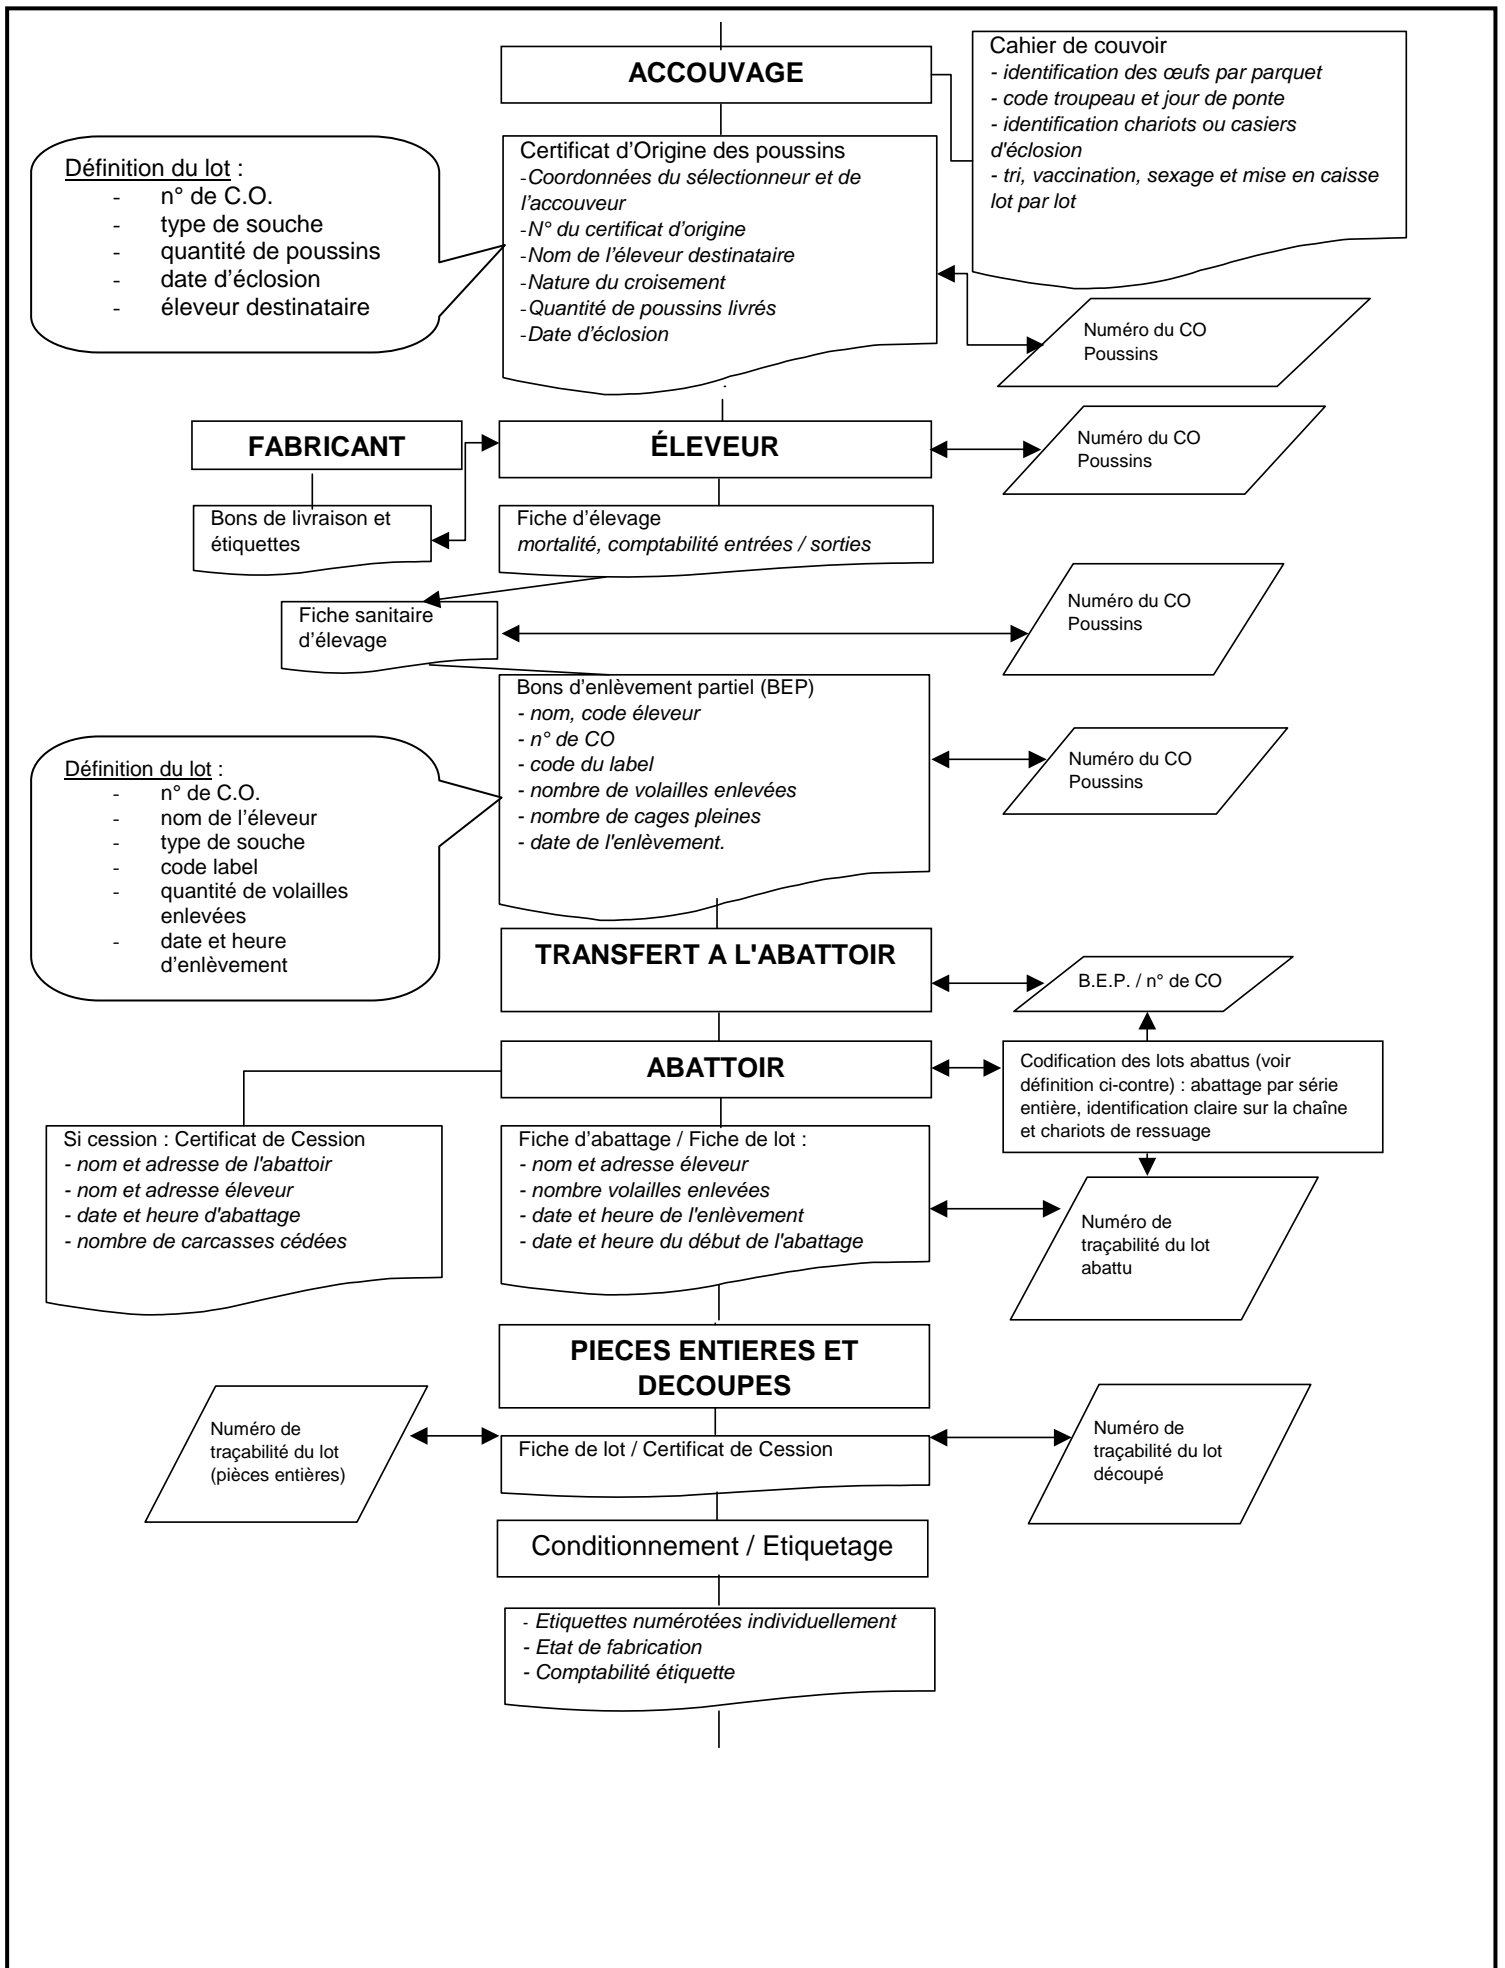 ACCOUVAGE
Cahier de couvoir
- identification des œufs par parquet
- code troupeau et jour de ponte
- identification chariots ou casiers
d'éclosion
- tri, vaccination, sexage et mise en caisse
lot par lot
Définition du lot :
- n° de C.O.
- type de souche
- quantité de poussins
- date d’éclosion
- éleveur destinataire
Certificat d’Origine des poussins
-Coordonnées du sélectionneur et de
l’accouveur
-N° du certificat d’origine
-Nom de l’éleveur destinataire
-Nature du croisement
-Quantité de poussins livrés
-Date d’éclosion
Numéro du CO
Poussins
FABRICANT
ÉLEVEUR
Numéro du CO
Poussins
Bons de livraison et
étiquettes
Fiche d’élevage
mortalité, comptabilité entrées / sorties
Fiche sanitaire
d’élevage
Numéro du CO
Poussins
Bons d’enlèvement partiel (BEP)
- nom, code éleveur
- n° de CO
- code du label
- nombre de volailles enlevées
- nombre de cages pleines
- date de l'enlèvement.
Numéro du CO
Poussins
Définition du lot :
- n° de C.O.
- nom de l’éleveur
- type de souche
- code label
- quantité de volailles
enlevées
- date et heure
d’enlèvement
TRANSFERT A L'ABATTOIR
B.E.P. / n° de CO
ABATTOIR
Codification des lots abattus (voir
définition ci-contre) : abattage par série
entière, identification claire sur la chaîne
et chariots de ressuage
Si cession : Certificat de Cession
- nom et adresse de l'abattoir
- nom et adresse éleveur
- date et heure d'abattage
- nombre de carcasses cédées
Fiche d’abattage / Fiche de lot :
- nom et adresse éleveur
- nombre volailles enlevées
- date et heure de l'enlèvement
- date et heure du début de l'abattage
Numéro de
traçabilité du lot
abattu
PIECES ENTIERES ET
DECOUPES
Numéro de
traçabilité du lot
(pièces entières)
Fiche de lot / Certificat de Cession
Numéro de
traçabilité du lot
découpé
Conditionnement / Etiquetage
- Etiquettes numérotées individuellement
- Etat de fabrication
- Comptabilité étiquette